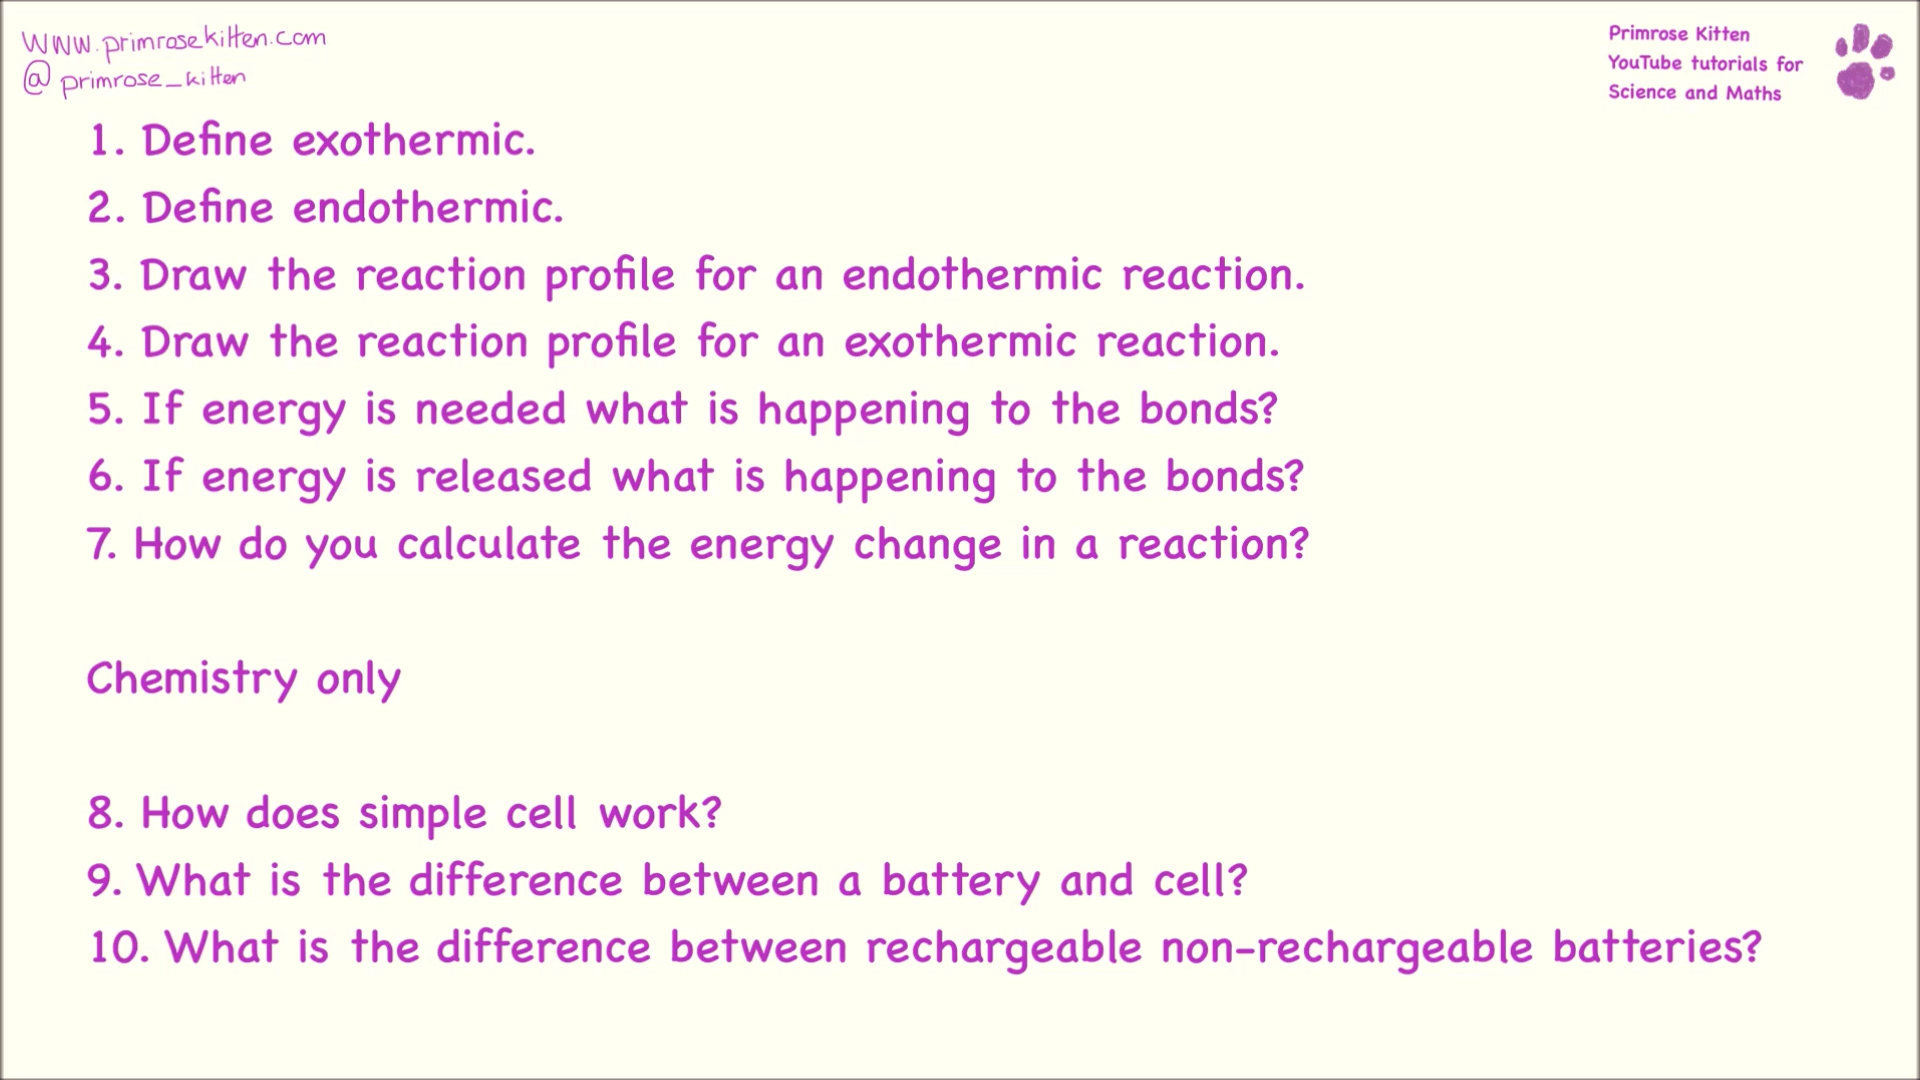 www.primrosekitten.com
@primrose_kitten
Primrose Kitten
YouTube tutorials for
Science and Maths
1. Define exothermic.
2. Define endothermic.
3. Draw the reaction profile for an endothermic reaction.
4. Draw the reaction profile for an exothermic reaction.
5. If energy is needed what is happening to the bonds?
6. If energy is released what is happening to the bonds?
7. How do you calculate the energy change in a reaction?
Chemistry only
8. How does simple cell work?
9. What is the difference between a battery and cell?
10. What is the difference between rechargeable non-rechargeable batteries?